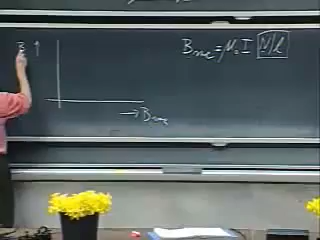 B ↑
B_vac = μ₀ I N/l
→ B_vac